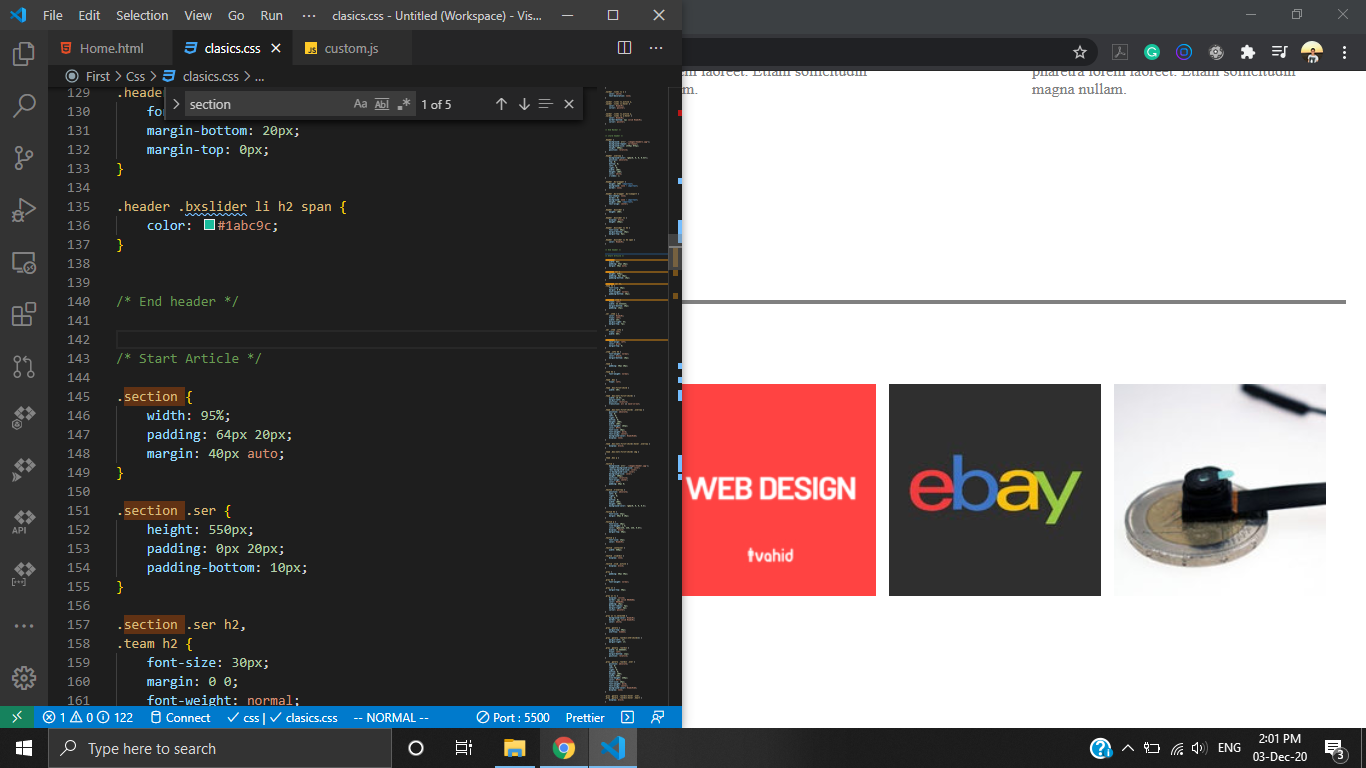 File Edit Selection View Go Run ··· clasics.css - Untitled (Workspace) - Vis...
Home.html clasics.css custom.js
First > Css > clasics.css > ...
section Aa Abl .* 1 of 5
129 .heade
130 fo
131 margin-bottom: 20px;
132 margin-top: 0px;
133 }
134
135 .header .bxslider li h2 span {
136 color: #1abc9c;
137 }
138
139
140 /* End header */
141
142
143 /* Start Article */
144
145 .section {
146 width: 95%;
147 padding: 64px 20px;
148 margin: 40px auto;
149 }
150
151 .section .ser {
152 height: 550px;
153 padding: 0px 20px;
154 padding-bottom: 10px;
155 }
156
157 .section .ser h2,
158 .team h2 {
159 font-size: 30px;
160 margin: 0 0;
161 font-weight: normal;
API
1 0 122 Connect css | clasics.css -- NORMAL -- Port : 5500 Prettier
m laoreet. Etiam sollicitudin
m.
pharetra lorem laoreet. Etiam sollicitudin
magna nullam.
WEB DESIGN
vahid
ebay
Type here to search
ENG
2:01 PM
03-Dec-20
3